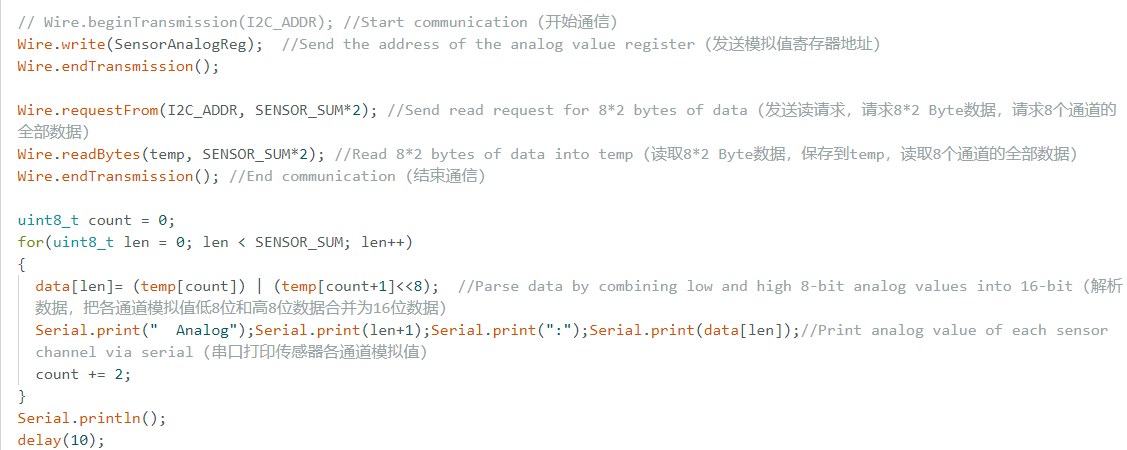 // Wire.beginTransmission(I2C_ADDR); //Start communication (开始通信)
Wire.write(SensorAnalogReg);  //Send the address of the analog value register (发送模拟值寄存器地址)
Wire.endTransmission();
Wire.requestFrom(I2C_ADDR, SENSOR_SUM*2); //Send read request for 8*2 bytes of data (发送读请求，请求8*2 Byte数据，请求8个通道的
全部数据)
Wire.readBytes(temp, SENSOR_SUM*2); //Read 8*2 bytes of data into temp (读取8*2 Byte数据，保存到temp，读取8个通道的全部数据)
Wire.endTransmission(); //End communication (结束通信)
uint8_t count = 0;
for(uint8_t len = 0; len < SENSOR_SUM; len++)
{
data[len]= (temp[count]) | (temp[count+1]<<8);  //Parse data by combining low and high 8-bit analog values into 16-bit (解析
数据，把各通道模拟值低8位和高8位数据合并为16位数据)
Serial.print("  Analog");Serial.print(len+1);Serial.print(":");Serial.print(data[len]);//Print analog value of each sensor
channel via serial (串口打印传感器各通道模拟值)
count += 2;
}
Serial.println();
delay(10);